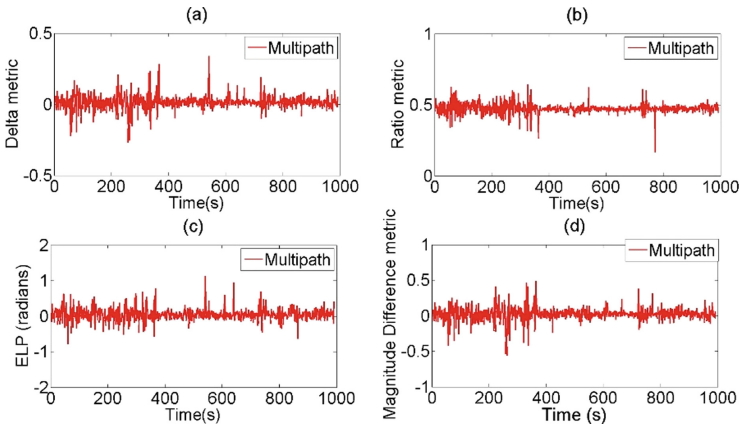 (a)
Delta metric
0.5
0
-0.5
Multipath
0 200 400 600 800 1000
Time(s)
(b)
Ratio metric
1
0.5
0
Multipath
0 200 400 600 800 1000
Time(s)
(c)
ELP (radians)
2
1
0
-1
-2
Multipath
0 200 400 600 800 1000
Time(s)
(d)
Magnitude Difference metric
1
0.5
0
-0.5
-1
Multipath
0 200 400 600 800 1000
Time (s)